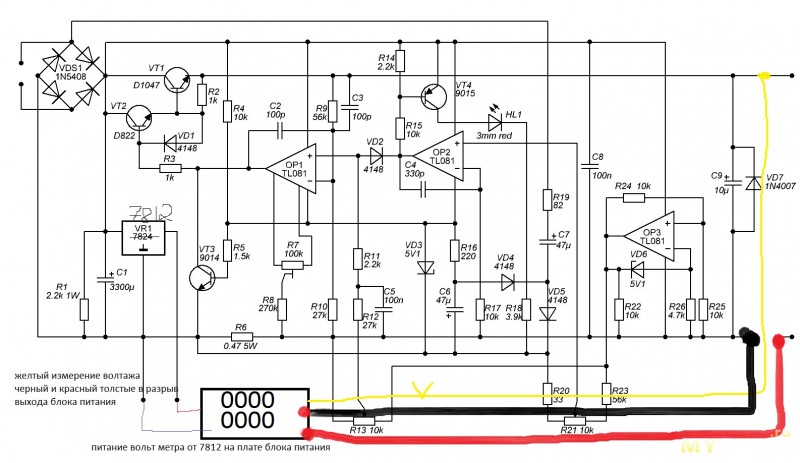 VDS1
1N5408
VT1
D1047
VT2
D822
R2
1k
VD1
4148
R3
1k
R4
10k
C2
100p
R9
56k
C3
100p
R14
2.2k
VT4
9015
HL1
3mm red
R15
10k
OP1
TL081
VD2
4148
OP2
TL081
C4
330p
C8
100n
R24 10k
C9
10µ
VD7
1N4007
R19
82
C7
47µ
OP3
TL081
VD6
5V1
7812
VR1
7824
VT3
9014
R5
1.5k
R7
100k
R11
2.2k
VD3
5V1
R16
220
VD4
4148
C1
3300µ
R1
2.2k 1W
R8
270k
R10
27k
C5
100n
R12
27k
C6
47µ
R17
10k
R18
3.9k
VD5
4148
R22
10k
R26
4.7k
R25
10k
R6
0.47 5W
желтый измерение волтажа
черный и красный толстые в разрыв
выхода блока питания
0000
0000
V
R13 10k
R20
33
R21 10k
R23
56k
питание вольт метра от 7812 на плате блока питания
MY
.ru